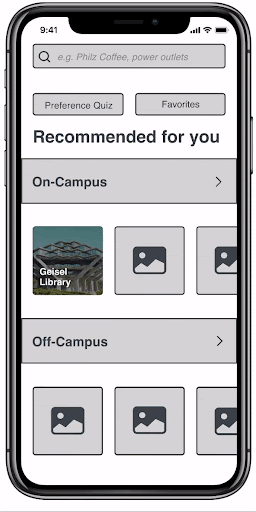 9:41
e.g. Philz Coffee, power outlets
Preference Quiz
Favorites
Recommended for you
On-Campus
Geisel
Library
Off-Campus